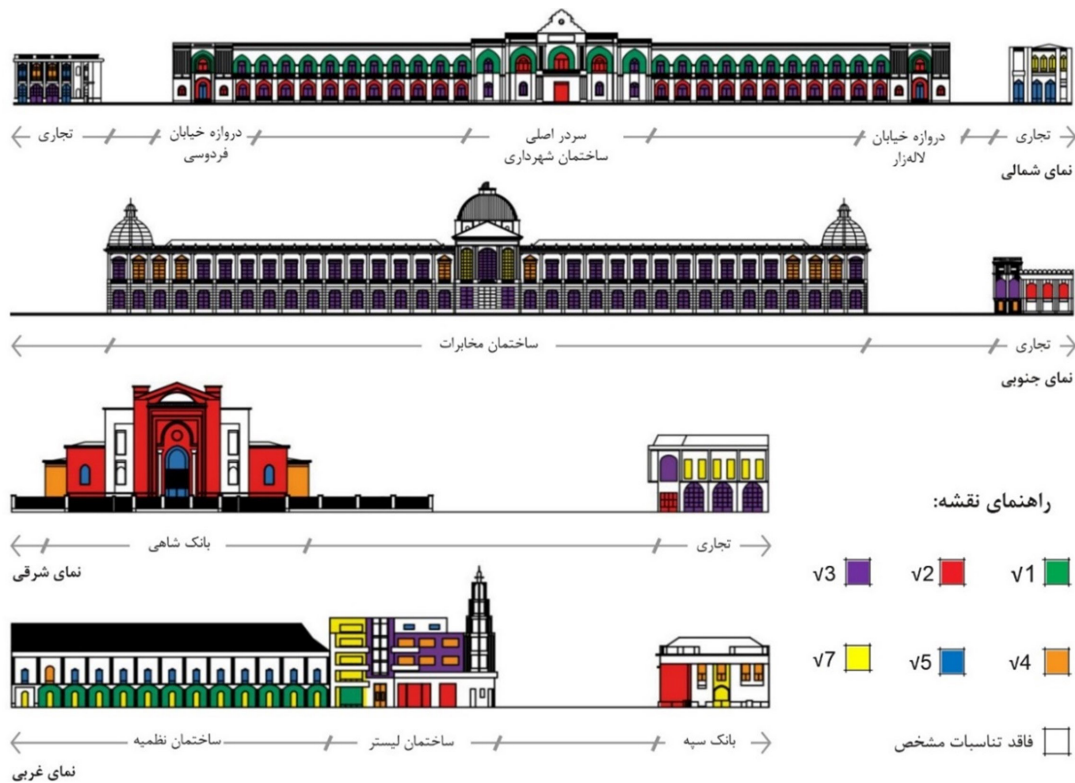 تجاری
دروازه خیابان
فردوسی
سردر اصلی
ساختمان شهرداری
دروازه خیابان
لاله‌زار
تجاری
نمای شمالی
ساختمان مخابرات
تجاری
نمای جنوبی
بانک شاهی
تجاری
نمای شرقی
ساختمان نظمیه
ساختمان لیستر
بانک سپه
نمای غربی
راهنمای نقشه:
√1 √2 √3
√4 √5 √7
فاقد تناسبات مشخص